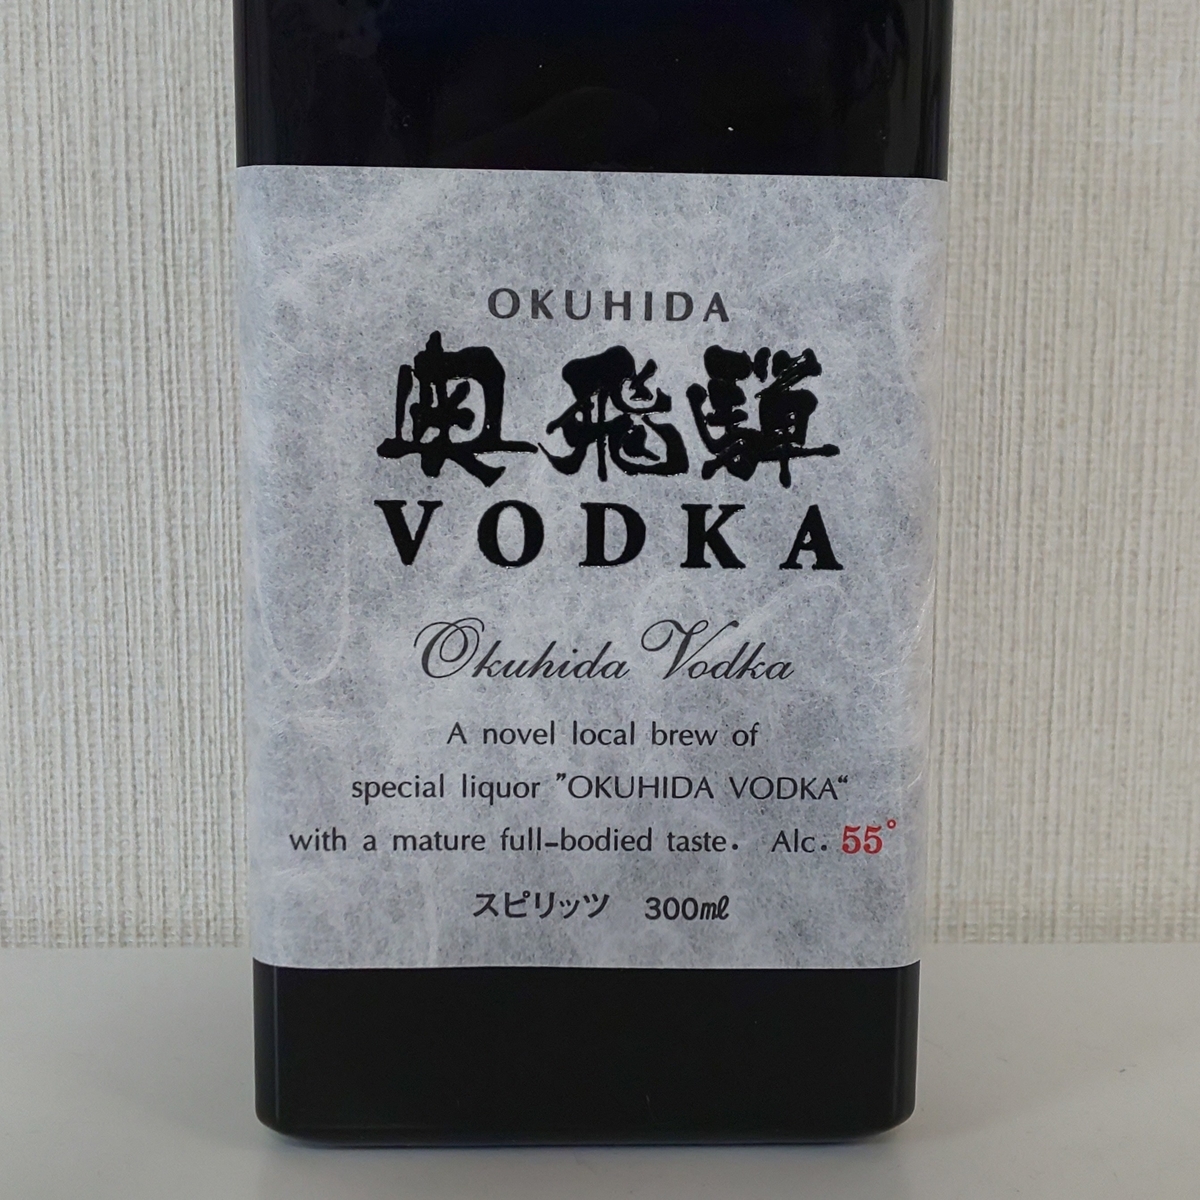 OKUHIDA
奥飛騨
VODKA
Okuhida Vodka
A novel local brew of
special liquor ”OKUHIDA VODKA“
with a mature full-bodied taste. Alc. 55°
スピリッツ 300㎖